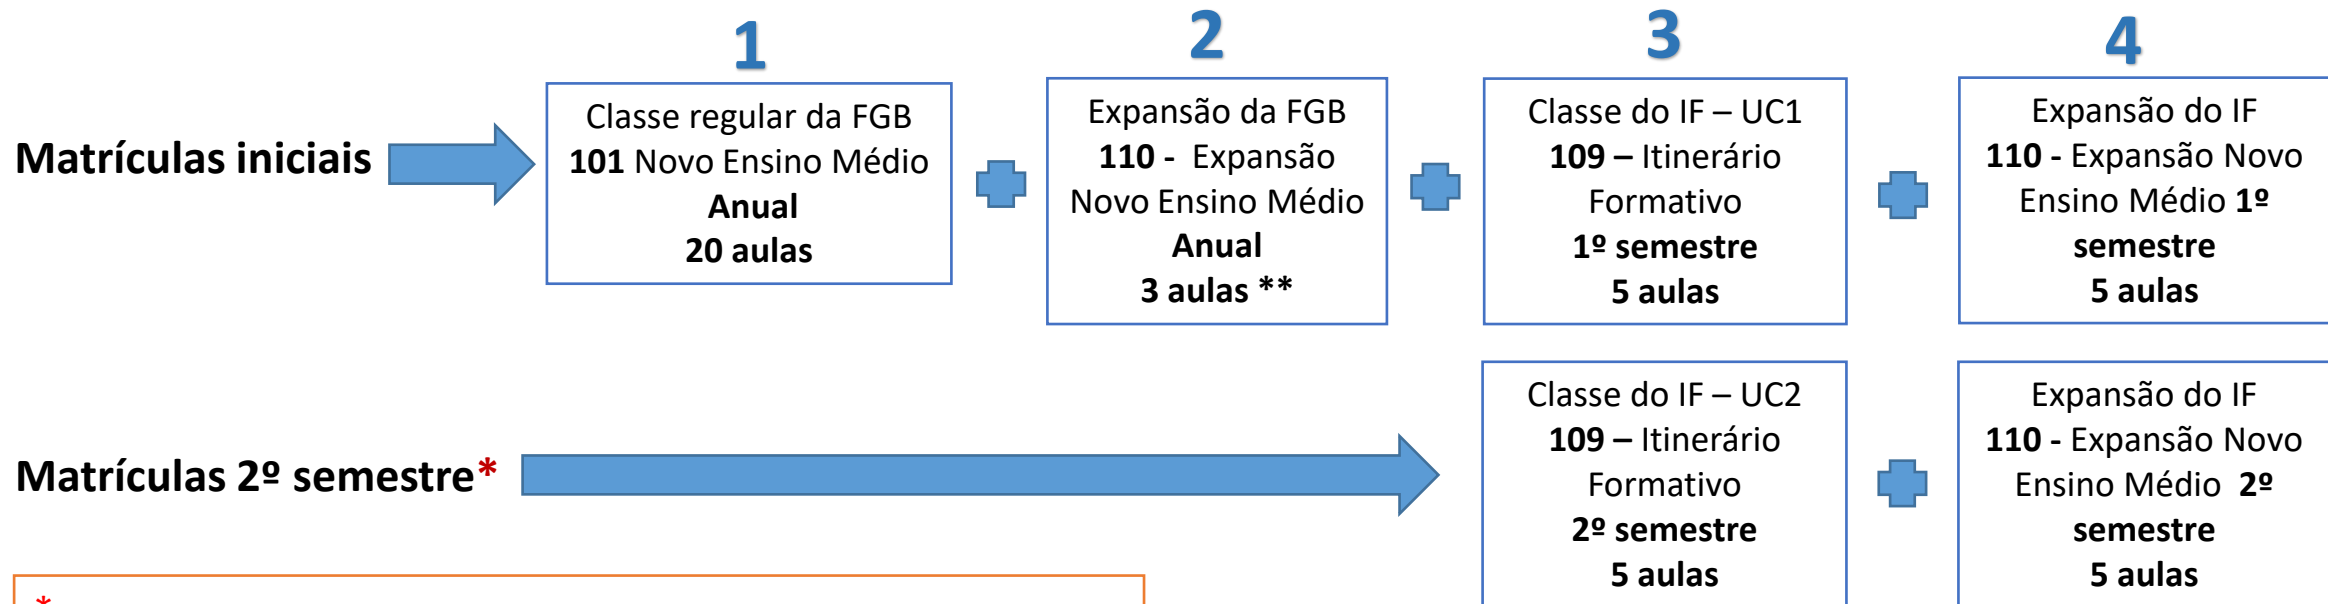 1
2
3
4
Matrículas iniciais
Classe regular da FGB
101 Novo Ensino Médio
Anual
20 aulas
Expansão da FGB
110 - Expansão
Novo Ensino Médio
Anual
3 aulas **
Classe do IF – UC1
109 – Itinerário
Formativo
1º semestre
5 aulas
Expansão do IF
110 - Expansão Novo
Ensino Médio 1º
semestre
5 aulas
Matrículas 2º semestre*
Classe do IF – UC2
109 – Itinerário
Formativo
2º semestre
5 aulas
Expansão do IF
110 - Expansão Novo
Ensino Médio 2º
semestre
5 aulas
*